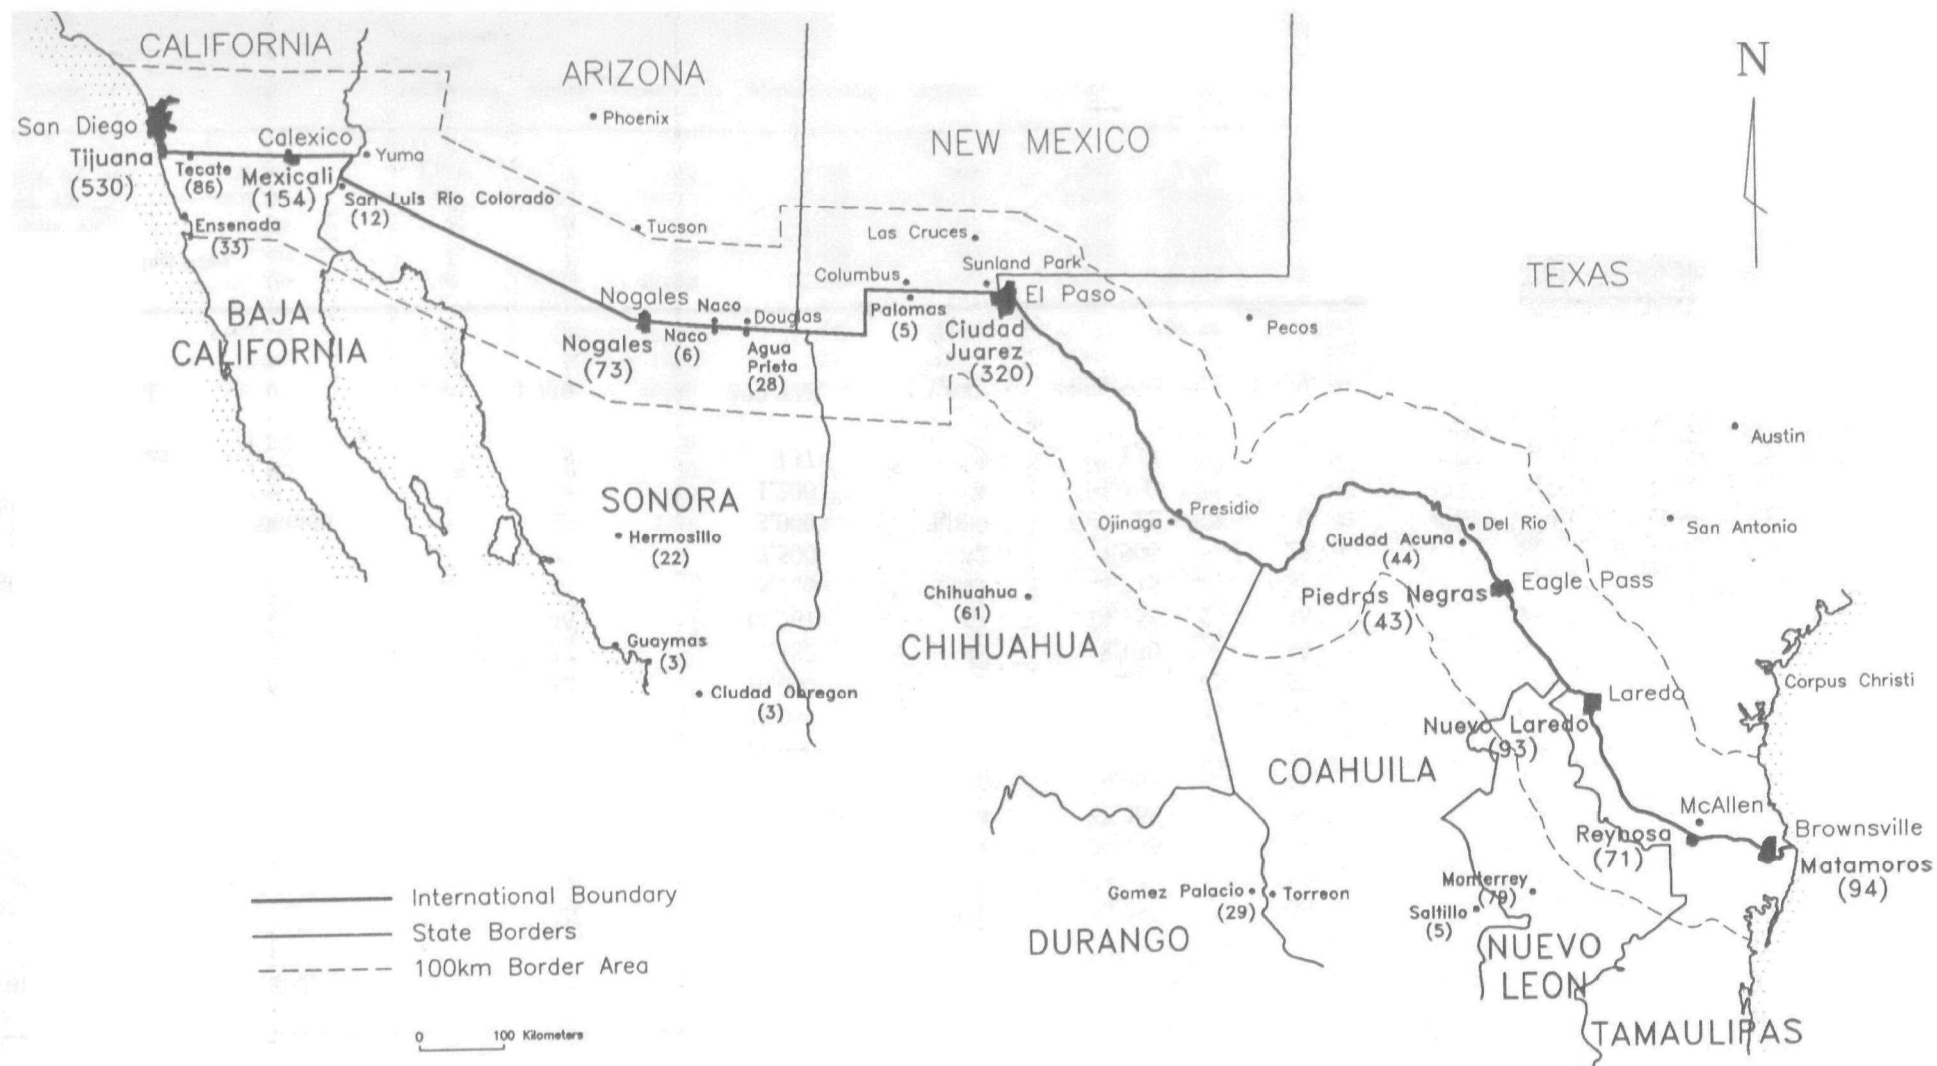 CALIFORNIA
ARIZONA
N
Phoenix
San Diego
Calexico
NEW MEXICO
Tijuana
(530)
Tecate
(86)
Mexicali
(154)
Yuma
San Luis Rio Colorado
(12)
Ensenada
(33)
Tucson
Las Cruces
Columbus
Sunland Park
TEXAS
BAJA
CALIFORNIA
Nogales
Naco
Douglas
El Paso
Palomas
(5)
Pecos
Nogales
(73)
Naco
(6)
Agua
Prieta
(28)
Ciudad
Juarez
(320)
Austin
SONORA
Hermosillo
(22)
Ojinaga
Presidio
Del Rio
San Antonio
Ciudad Acuna
(44)
Chihuahua
(61)
Piedras Negras
(43)
Eagle Pass
CHIHUAHUA
Guaymas
(3)
Ciudad Obregon
(3)
Corpus Christi
Laredo
Nuevo Laredo
(93)
COAHUILA
McAllen
Reynosa
(71)
Brownsville
Matamoros
(94)
Gomez Palacio
(29)
Torreon
Monterrey
(79)
Saltillo
(5)
DURANGO
NUEVO
LEON
TAMAULIPAS
International Boundary
State Borders
100km Border Area
0 100 Kilometers